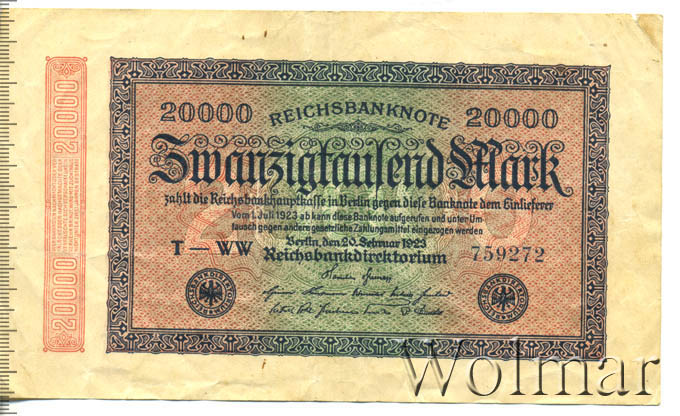 20000 REICHSBANKNOTE 20000
Zwanzigtausend Mark
zahlt die Reichsbankhauptkasse in Berlin gegen diese Banknote dem Einlieferer
Vom 1. Juli 1923 ab kann diese Banknote aufgerufen und unter Um
tausch gegen andere gesetzliche Zahlungsmittel eingezogen werden
Berlin, den 20. Februar 1923
T — WW Reichsbankdirektorium 759272
20000 20000
Wolmar